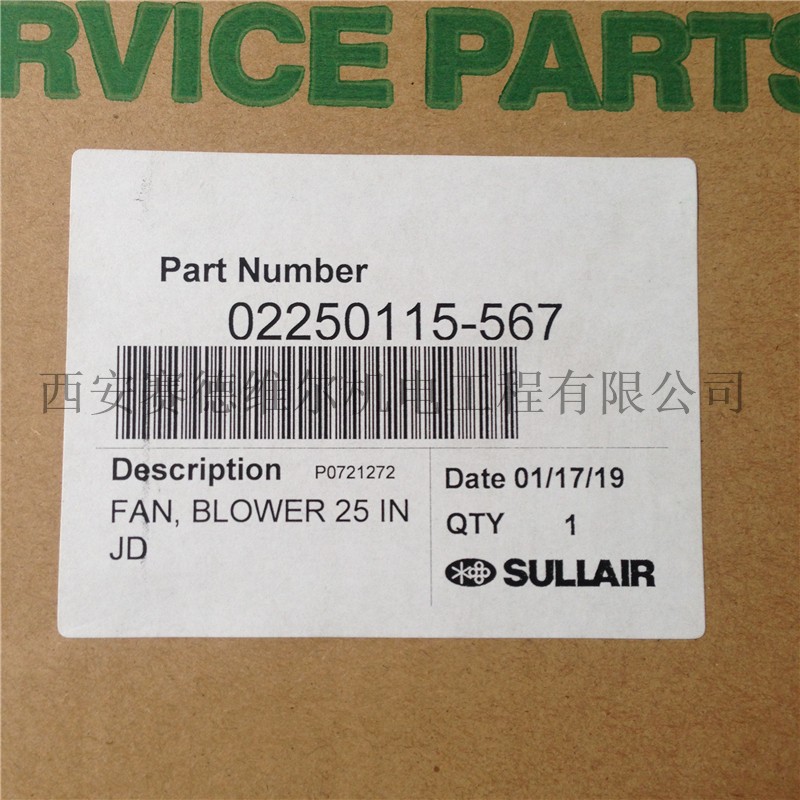 RVICE PARTS
Part Number
02250115-567
西安赛德维尔机电工程有限公司
Description P0721272
FAN, BLOWER 25 IN
JD
Date 01/17/19
QTY 1
SULLAIR